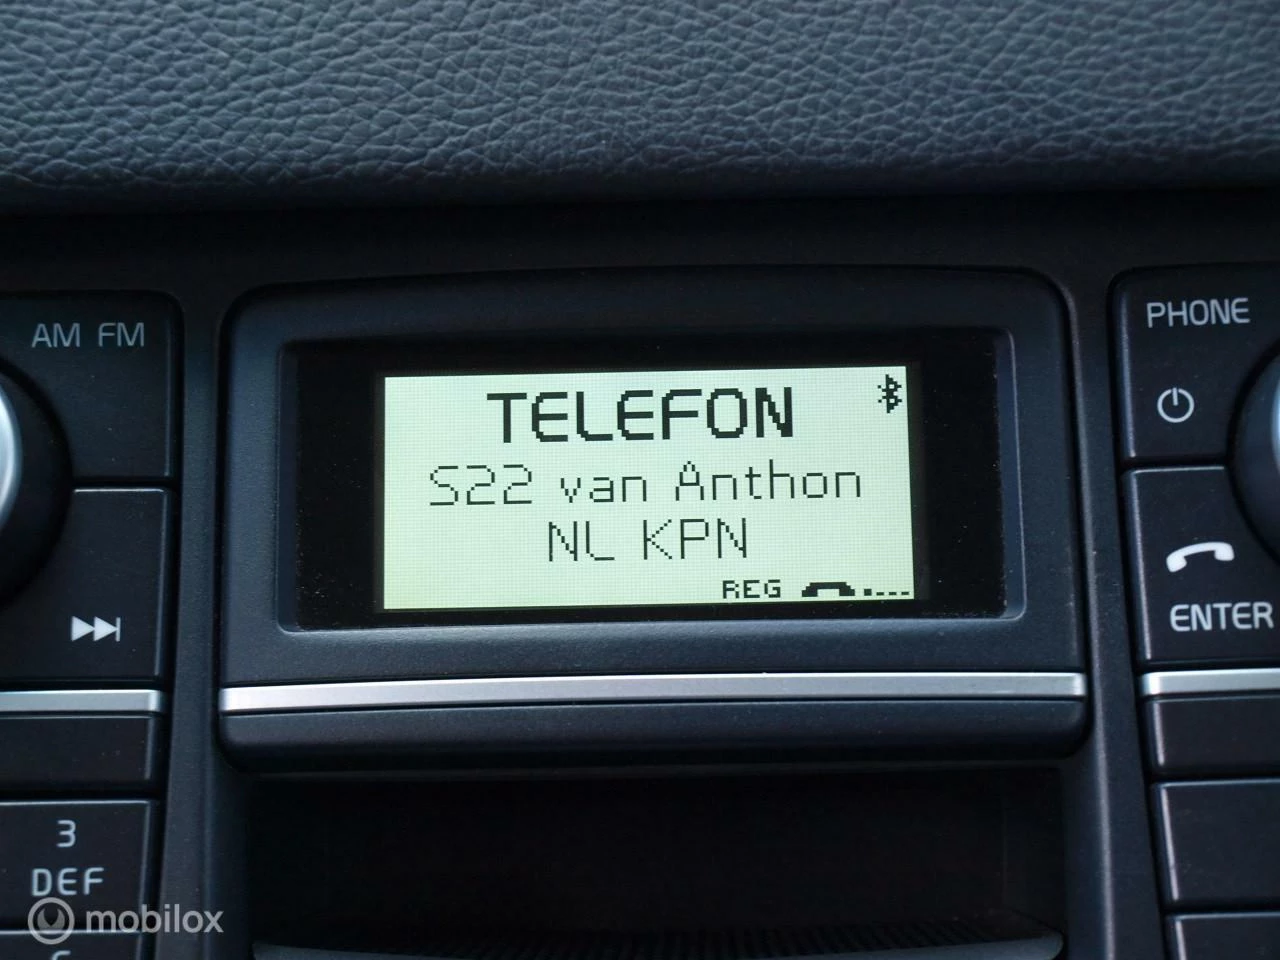 AM FM
PHONE
TELEFON
S22 van Anthon
NL KPN
REG
ENTER
3
DEF
mobilox